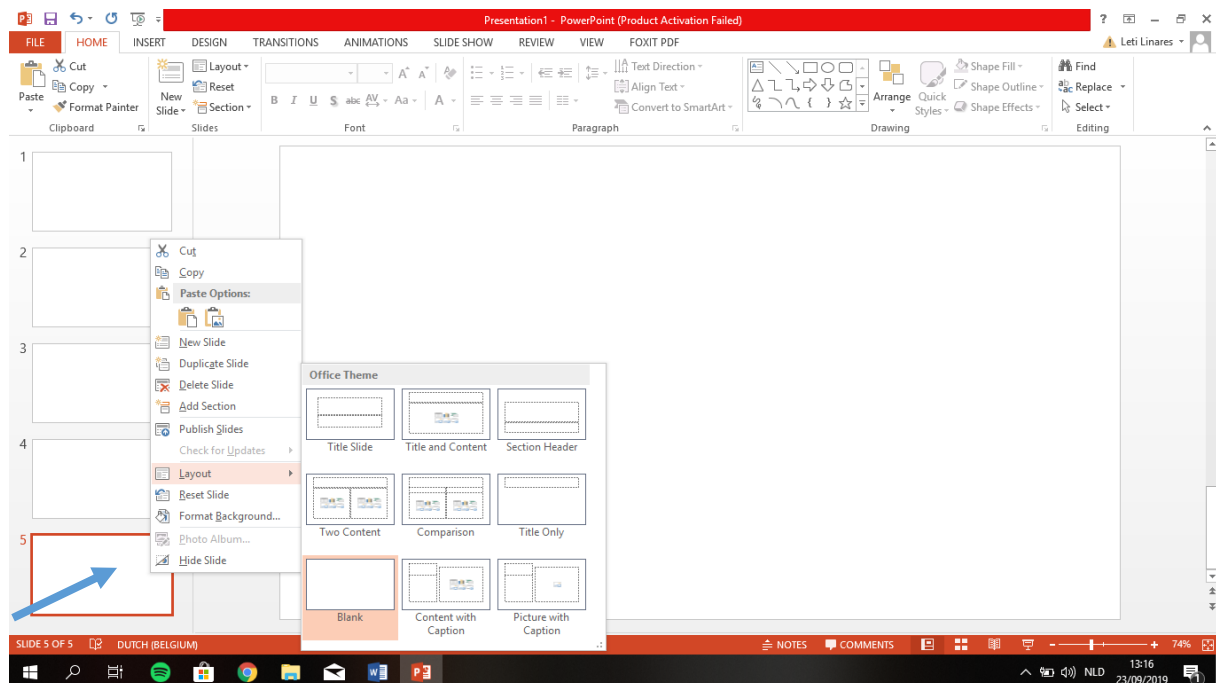 Presentation1 - PowerPoint (Product Activation Failed)
FILE HOME INSERT DESIGN TRANSITIONS ANIMATIONS SLIDE SHOW REVIEW VIEW FOXIT PDF Leti Linares
Paste
Cut
Copy
Format Painter
Clipboard
New Slide
Layout
Reset
Section
Slides
B I U S abc AV Aa A
Font
Text Direction
Align Text
Convert to SmartArt
Paragraph
Arrange
Quick Styles
Shape Fill
Shape Outline
Shape Effects
Drawing
Find
Replace
Select
Editing
1
2
3
4
5
Cut
Copy
Paste Options:
New Slide
Duplicate Slide
Delete Slide
Add Section
Publish Slides
Check for Updates
Layout
Reset Slide
Format Background...
Photo Album...
Hide Slide
Office Theme
Title Slide Title and Content Section Header
Two Content Comparison Title Only
Blank Content with Caption Picture with Caption
SLIDE 5 OF 5 DUTCH (BELGIUM) NOTES COMMENTS 74%
NLD 13:16
23/09/2019